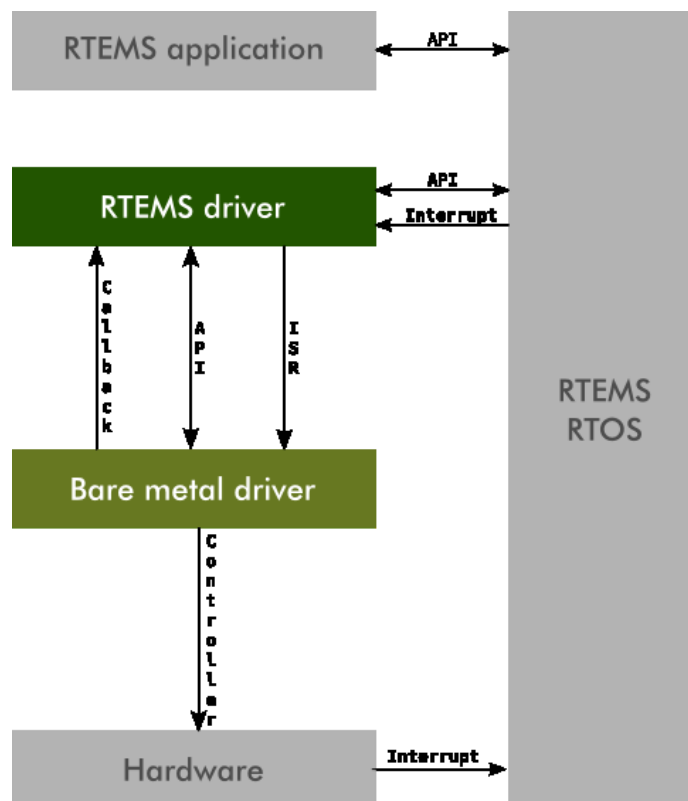 RTEMS application
API
RTEMS driver
API
Interrupt
Callback
API
ISR
RTEMS
RTOS
Bare metal driver
Controller
Hardware
Interrupt